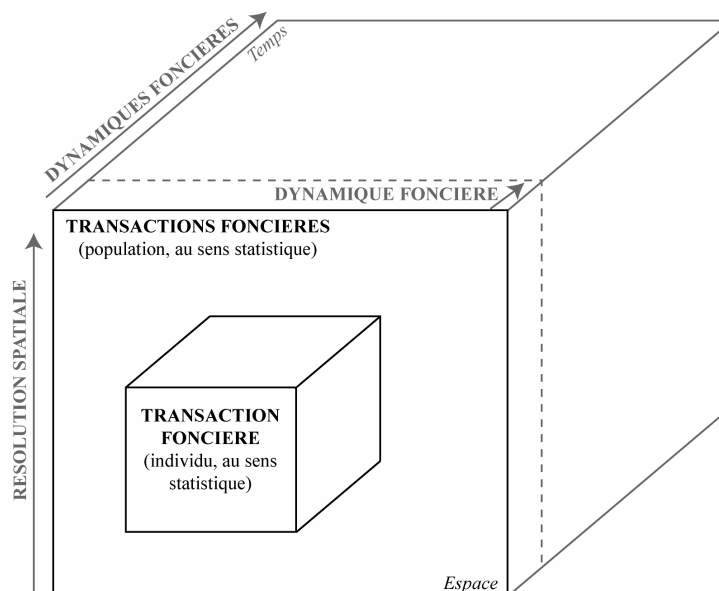 Temps
DYNAMIQUES FONCIERES
DYNAMIQUE FONCIERE
TRANSACTIONS FONCIERES
(population, au sens statistique)
RESOLUTION SPATIALE
TRANSACTION
FONCIERE
(individu, au sens
statistique)
Espace